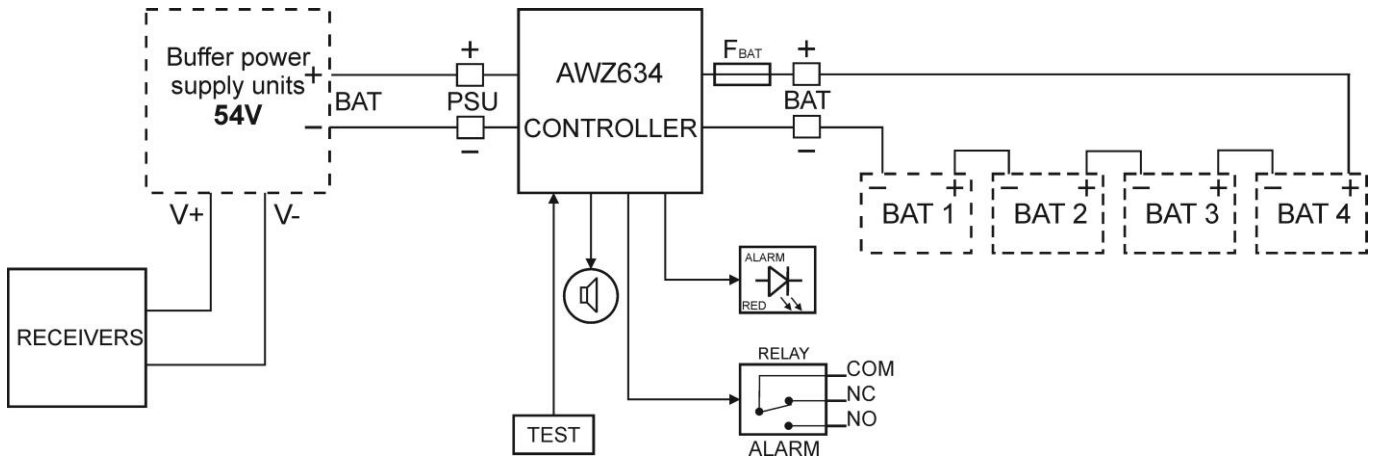 Buffer power
supply units
54V
+
−
BAT
V+
V-
RECEIVERS
+
PSU
−
AWZ634
CONTROLLER
FBAT
+
BAT
−
− +
BAT 1
− +
BAT 2
− +
BAT 3
− +
BAT 4
ALARM
RED
TEST
RELAY
COM
NC
NO
ALARM